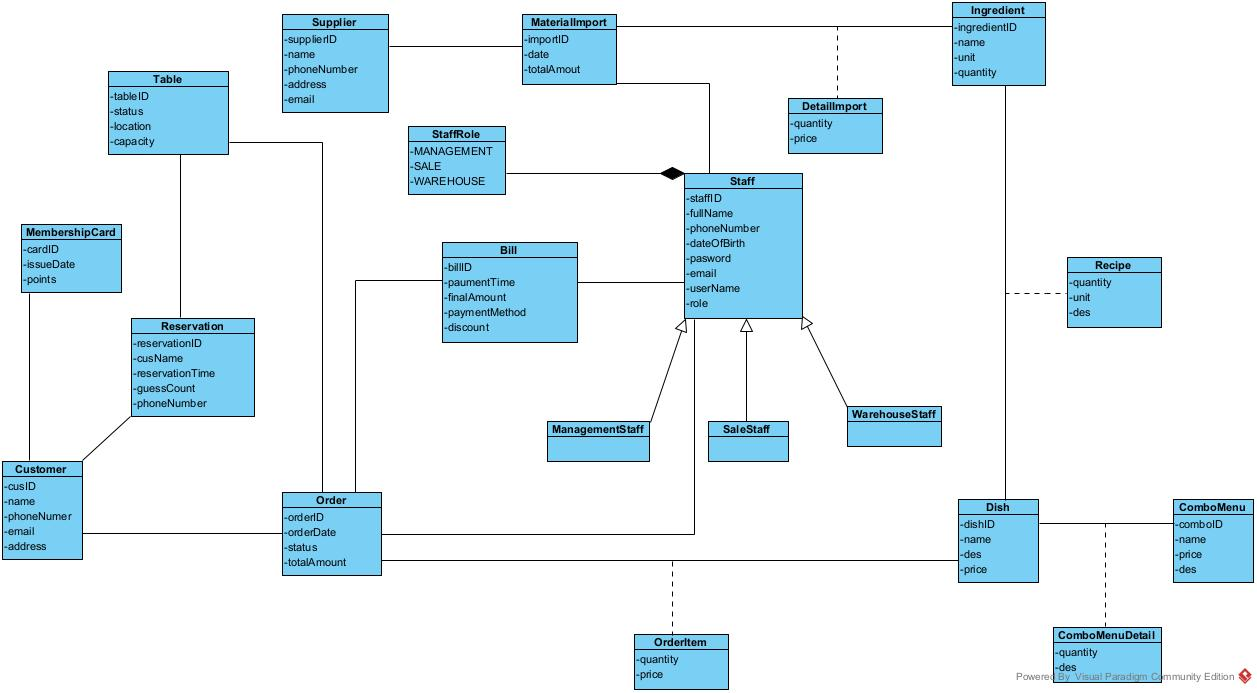 Supplier
-supplierID
-name
-phoneNumber
-address
-email
MaterialImport
-importID
-date
-totalAmout
Ingredient
-ingredientID
-name
-unit
-quantity
Table
-tableID
-status
-location
-capacity
DetailImport
-quantity
-price
StaffRole
-MANAGEMENT
-SALE
-WAREHOUSE
Staff
-staffID
-fullName
-phoneNumber
-dateOfBirth
-pasword
-email
-userName
-role
MembershipCard
-cardID
-issueDate
-points
Bill
-billID
-paumentTime
-finalAmount
-paymentMethod
-discount
Recipe
-quantity
-unit
-des
Reservation
-reservationID
-cusName
-reservationTime
-guessCount
-phoneNumber
ManagementStaff
SaleStaff
WarehouseStaff
Customer
-cusID
-name
-phoneNumer
-email
-address
Order
-orderID
-orderDate
-status
-totalAmount
Dish
-dishID
-name
-des
-price
ComboMenu
-comboID
-name
-price
-des
OrderItem
-quantity
-price
ComboMenuDetail
-quantity
-des
Powered By Visual Paradigm Community Edition